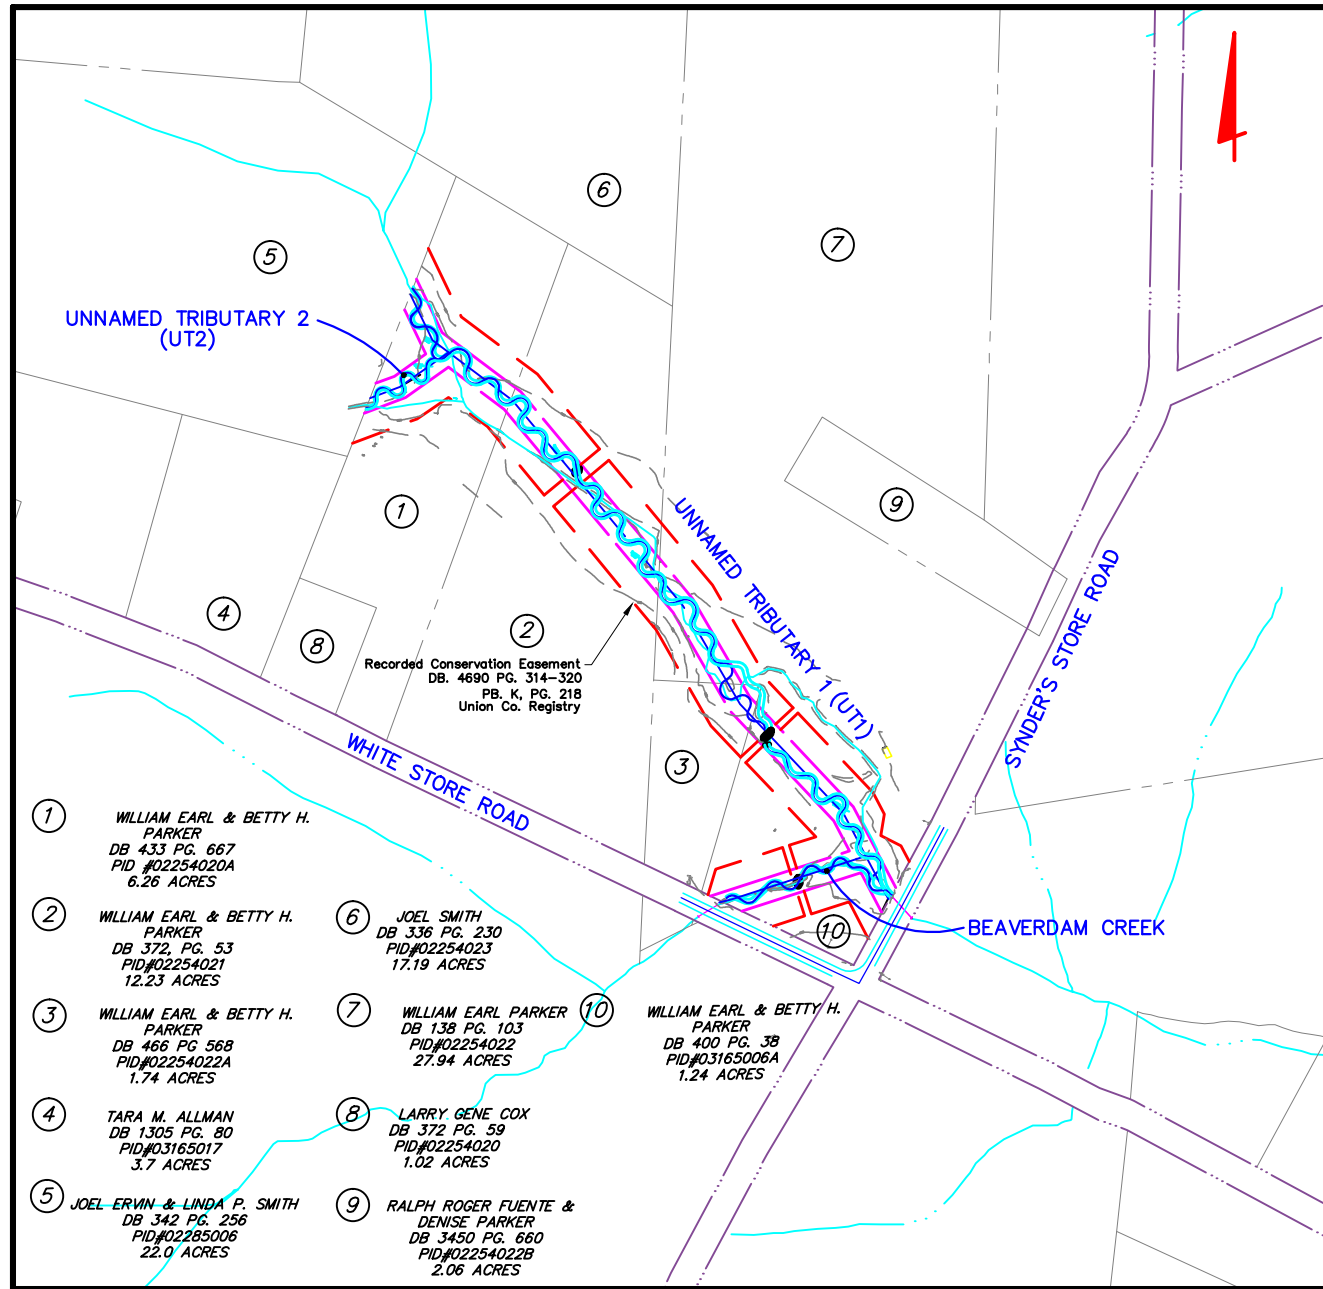 6
5
7
UNNAMED TRIBUTARY 2
(UT2)
9
1
UNNAMED TRIBUTARY 1 (UT1)
SYNDER'S STORE ROAD
4
8
2
Recorded Conservation Easement
DB. 4690 PG. 314-320
PB. K, PG. 218
Union Co. Registry
WHITE STORE ROAD
3
10
BEAVERDAM CREEK
1
WILLIAM EARL & BETTY H.
PARKER
DB 433 PG. 667
PID #02254020A
6.26 ACRES
2
WILLIAM EARL & BETTY H.
PARKER
DB 372, PG. 53
PID#02254021
12.23 ACRES
3
WILLIAM EARL & BETTY H.
PARKER
DB 466 PG 568
PID#02254022A
1.74 ACRES
4
TARA M. ALLMAN
DB 1305 PG. 80
PID#03165017
3.7 ACRES
5
JOEL ERVIN & LINDA P. SMITH
DB 342 PG. 256
PID#02285006
22.0 ACRES
6
JOEL SMITH
DB 336 PG. 230
PID#02254023
17.19 ACRES
7
WILLIAM EARL PARKER
DB 138 PG. 103
PID#02254022
27.94 ACRES
8
LARRY GENE COX
DB 372 PG. 59
PID#02254020
1.02 ACRES
9
RALPH ROGER FUENTE &
DENISE PARKER
DB 3450 PG. 660
PID#02254022B
2.06 ACRES
10
WILLIAM EARL & BETTY H.
PARKER
DB 400 PG. 38
PID#03165006A
1.24 ACRES